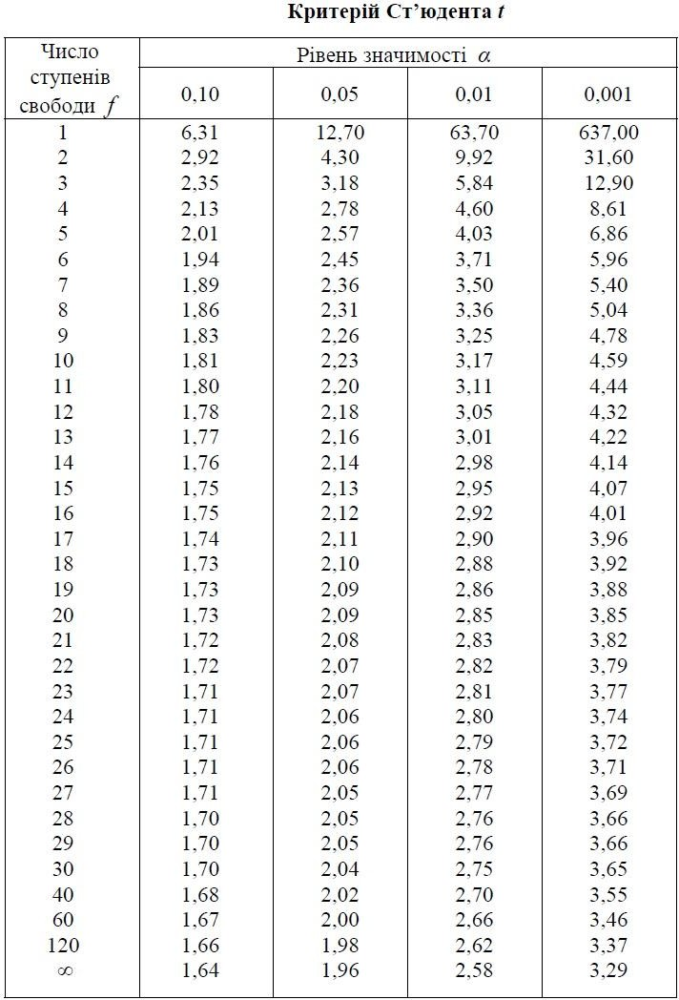 Критерій Ст’юдента t
Число ступенів свободи f
Рівень значимості α
0,10 0,05 0,01 0,001
1 6,31 12,70 63,70 637,00
2 2,92 4,30 9,92 31,60
3 2,35 3,18 5,84 12,90
4 2,13 2,78 4,60 8,61
5 2,01 2,57 4,03 6,86
6 1,94 2,45 3,71 5,96
7 1,89 2,36 3,50 5,40
8 1,86 2,31 3,36 5,04
9 1,83 2,26 3,25 4,78
10 1,81 2,23 3,17 4,59
11 1,80 2,20 3,11 4,44
12 1,78 2,18 3,05 4,32
13 1,77 2,16 3,01 4,22
14 1,76 2,14 2,98 4,14
15 1,75 2,13 2,95 4,07
16 1,75 2,12 2,92 4,01
17 1,74 2,11 2,90 3,96
18 1,73 2,10 2,88 3,92
19 1,73 2,09 2,86 3,88
20 1,73 2,09 2,85 3,85
21 1,72 2,08 2,83 3,82
22 1,72 2,07 2,82 3,79
23 1,71 2,07 2,81 3,77
24 1,71 2,06 2,80 3,74
25 1,71 2,06 2,79 3,72
26 1,71 2,06 2,78 3,71
27 1,71 2,05 2,77 3,69
28 1,70 2,05 2,76 3,66
29 1,70 2,05 2,76 3,66
30 1,70 2,04 2,75 3,65
40 1,68 2,02 2,70 3,55
60 1,67 2,00 2,66 3,46
120 1,66 1,98 2,62 3,37
∞ 1,64 1,96 2,58 3,29